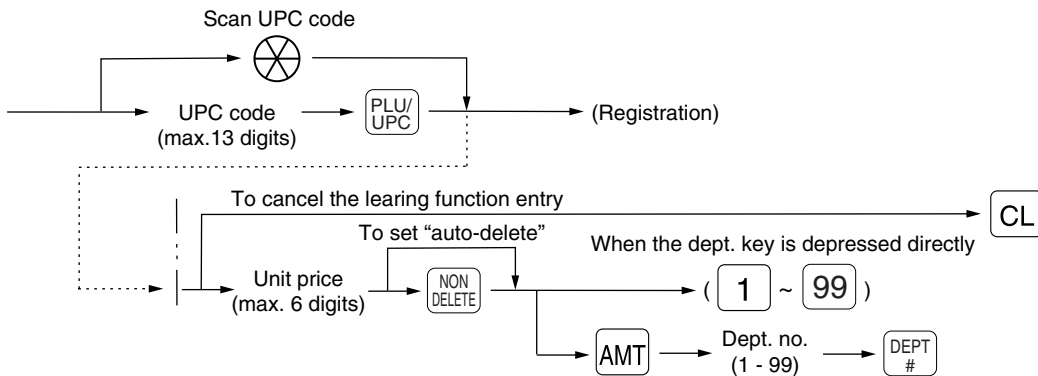 Scan UPC code
UPC code
(max.13 digits)
PLU/
UPC
(Registration)
To cancel the learing function entry
CL
To set “auto-delete”
When the dept. key is depressed directly
Unit price
(max. 6 digits)
NON
DELETE
( 1 ~ 99 )
AMT
Dept. no.
(1 - 99)
DEPT
#